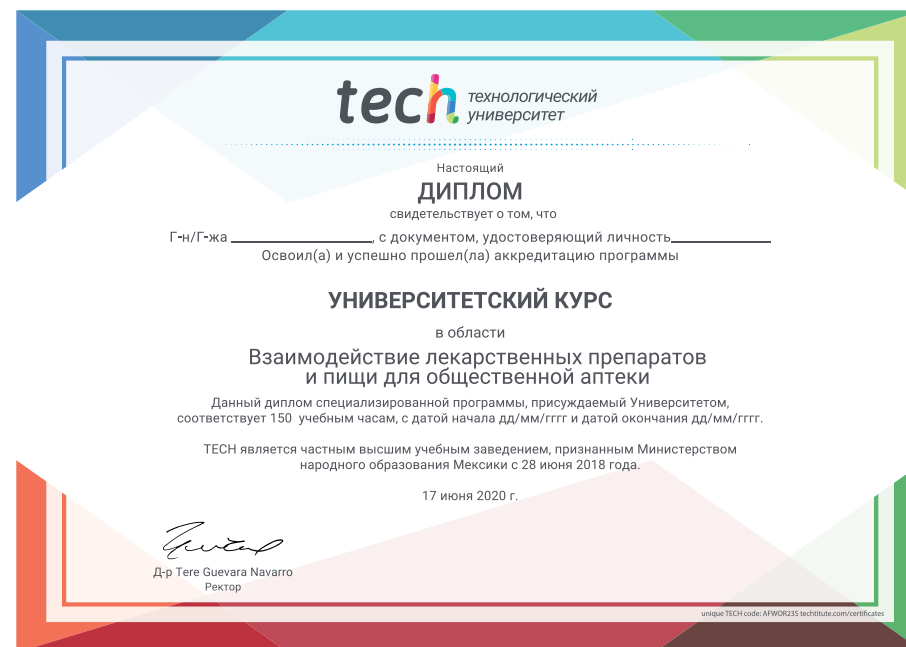 tech технологический
университет
Настоящий
ДИПЛОМ
свидетельствует о том, что
Г-н/Г-жа ____________, с документом, удостоверяющий личность____________
Освоил(а) и успешно прошел(ла) аккредитацию программы
УНИВЕРСИТЕТСКИЙ КУРС
в области
Взаимодействие лекарственных препаратов
и пищи для общественной аптеки
Данный диплом специализированной программы, присуждаемый Университетом,
соответствует 150 учебным часам, с датой начала дд/мм/гггг и датой окончания дд/мм/гггг.
TECH является частным высшим учебным заведением, признанным Министерством
народного образования Мексики с 28 июня 2018 года.
17 июня 2020 г.
Д-р Tere Guevara Navarro
Ректор
unique TECH code: AFWOR235 techtitute.com/certificates